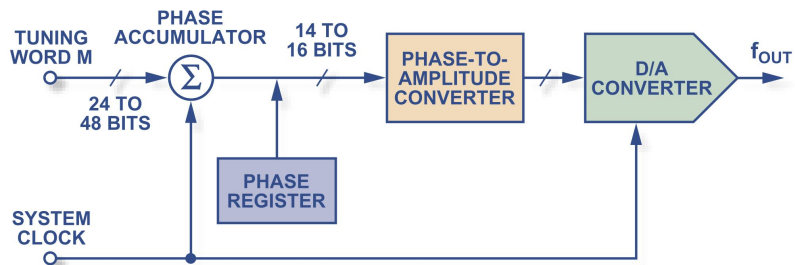 TUNING
WORD M
24 TO
48 BITS
PHASE
ACCUMULATOR
Σ
14 TO
16 BITS
PHASE
REGISTER
PHASE-TO-
AMPLITUDE
CONVERTER
D/A
CONVERTER
fOUT
SYSTEM
CLOCK